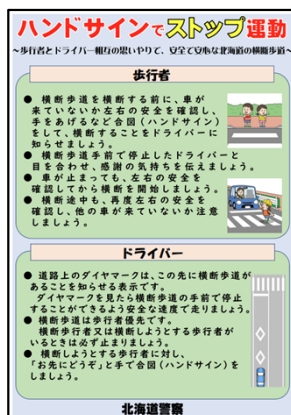 ハンドサインでストップ運動
～歩行者とドライバー相互の思いやりで、安全で安心な北海道の横断歩道～
歩行者
● 横断歩道を横断する前に、車が
来ていないか左右の安全を確認し、
手をあげるなど合図(ハンドサイン)
をして、横断することをドライバーに
知らせましょう。
● 横断歩道手前で停止したドライバーと
目を合わせ、感謝の気持ちを伝えましょう。
● 車が止まっても、左右の安全を
確認してから横断を開始しましょう。
● 横断途中も、再度左右の安全を
確認し、他の車が来ていないか注意
しましょう。
ドライバー
● 道路上のダイヤマークは、この先に横断歩道が
あることを知らせる表示です。
ダイヤマークを見たら横断歩道の手前で停止
することができるよう安全な速度で走りましょう。
● 横断歩道は歩行者優先です。
横断歩行者又は横断しようとする歩行者が
いるときは必ず止まりましょう。
● 横断しようとする歩行者に対し、
「お先にどうぞ」と手で合図(ハンドサイン)を
しましょう。
北海道警察